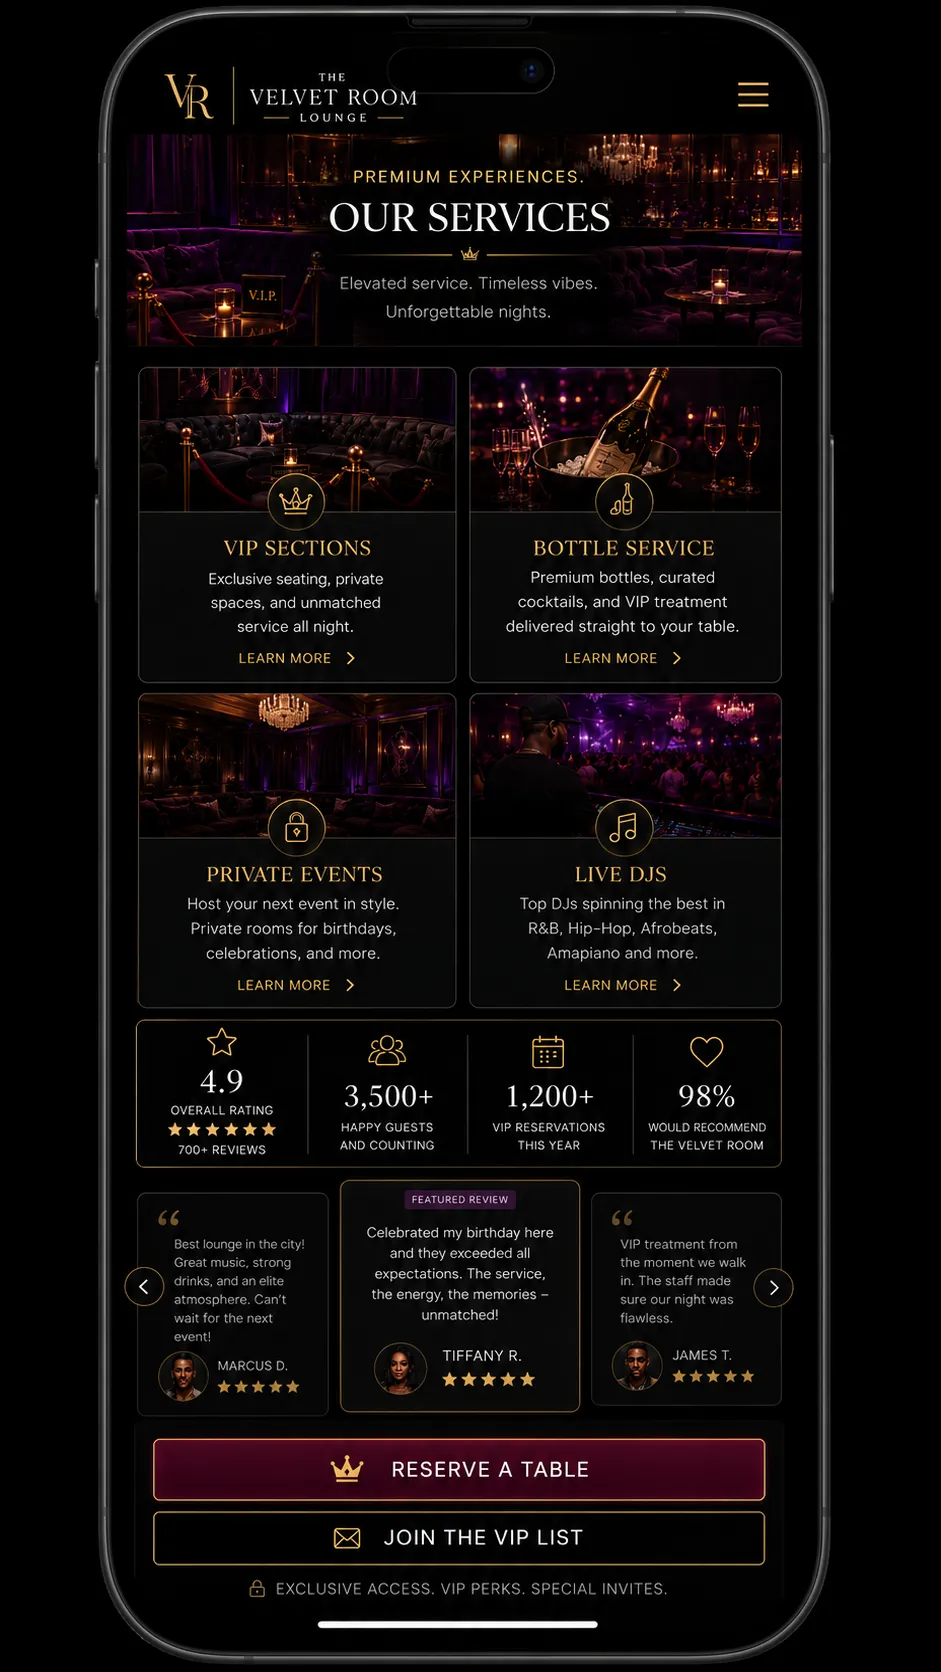 VR
THE
VELVET ROOM
LOUNGE
PREMIUM EXPERIENCES.
OUR SERVICES
Elevated service. Timeless vibes.
Unforgettable nights.
V.I.P.
VIP SECTIONS
Exclusive seating, private
spaces, and unmatched
service all night.
LEARN MORE
BOTTLE SERVICE
Premium bottles, curated
cocktails, and VIP treatment
delivered straight to your table.
LEARN MORE
PRIVATE EVENTS
Host your next event in style.
Private rooms for birthdays,
celebrations, and more.
LEARN MORE
LIVE DJS
Top DJs spinning the best in
R&B, Hip-Hop, Afrobeats,
Amapiano and more.
LEARN MORE
4.9
OVERALL RATING
700+ REVIEWS
3,500+
HAPPY GUESTS
AND COUNTING
1,200+
VIP RESERVATIONS
THIS YEAR
98%
WOULD RECOMMEND
THE VELVET ROOM
“
Best lounge in the city!
Great music, strong
drinks, and an elite
atmosphere. Can't
wait for the next
event!
MARCUS D.
FEATURED REVIEW
Celebrated my birthday here
and they exceeded all
expectations. The service,
the energy, the memories –
unmatched!
TIFFANY R.
“
VIP treatment from
the moment we walk
in. The staff made
sure our night was
flawless.
JAMES T.
RESERVE A TABLE
JOIN THE VIP LIST
EXCLUSIVE ACCESS. VIP PERKS. SPECIAL INVITES.